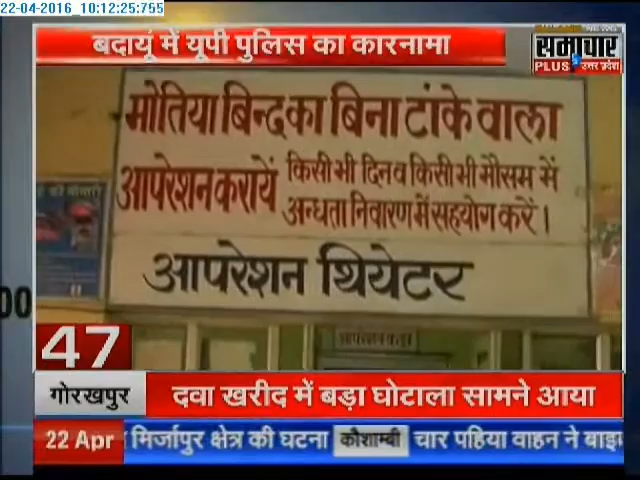 22-04-2016_10:12:25:755
बदायूं में यूपी पुलिस का कारनामा
समाचार
PLUS उत्तर प्रदेश
मोतिया बिन्द का बिना टांके वाला
आपरेशन करायें किसी भी दिन व किसी भी मौसम में
अन्धता निवारण में सहयोग करें।
आपरेशन थियेटर
00
47
गोरखपुर दवा खरीद में बड़ा घोटाला सामने आया
22 Apr मिर्जापुर क्षेत्र की घटना कौशाम्बी चार पहिया वाहन ने बाइ